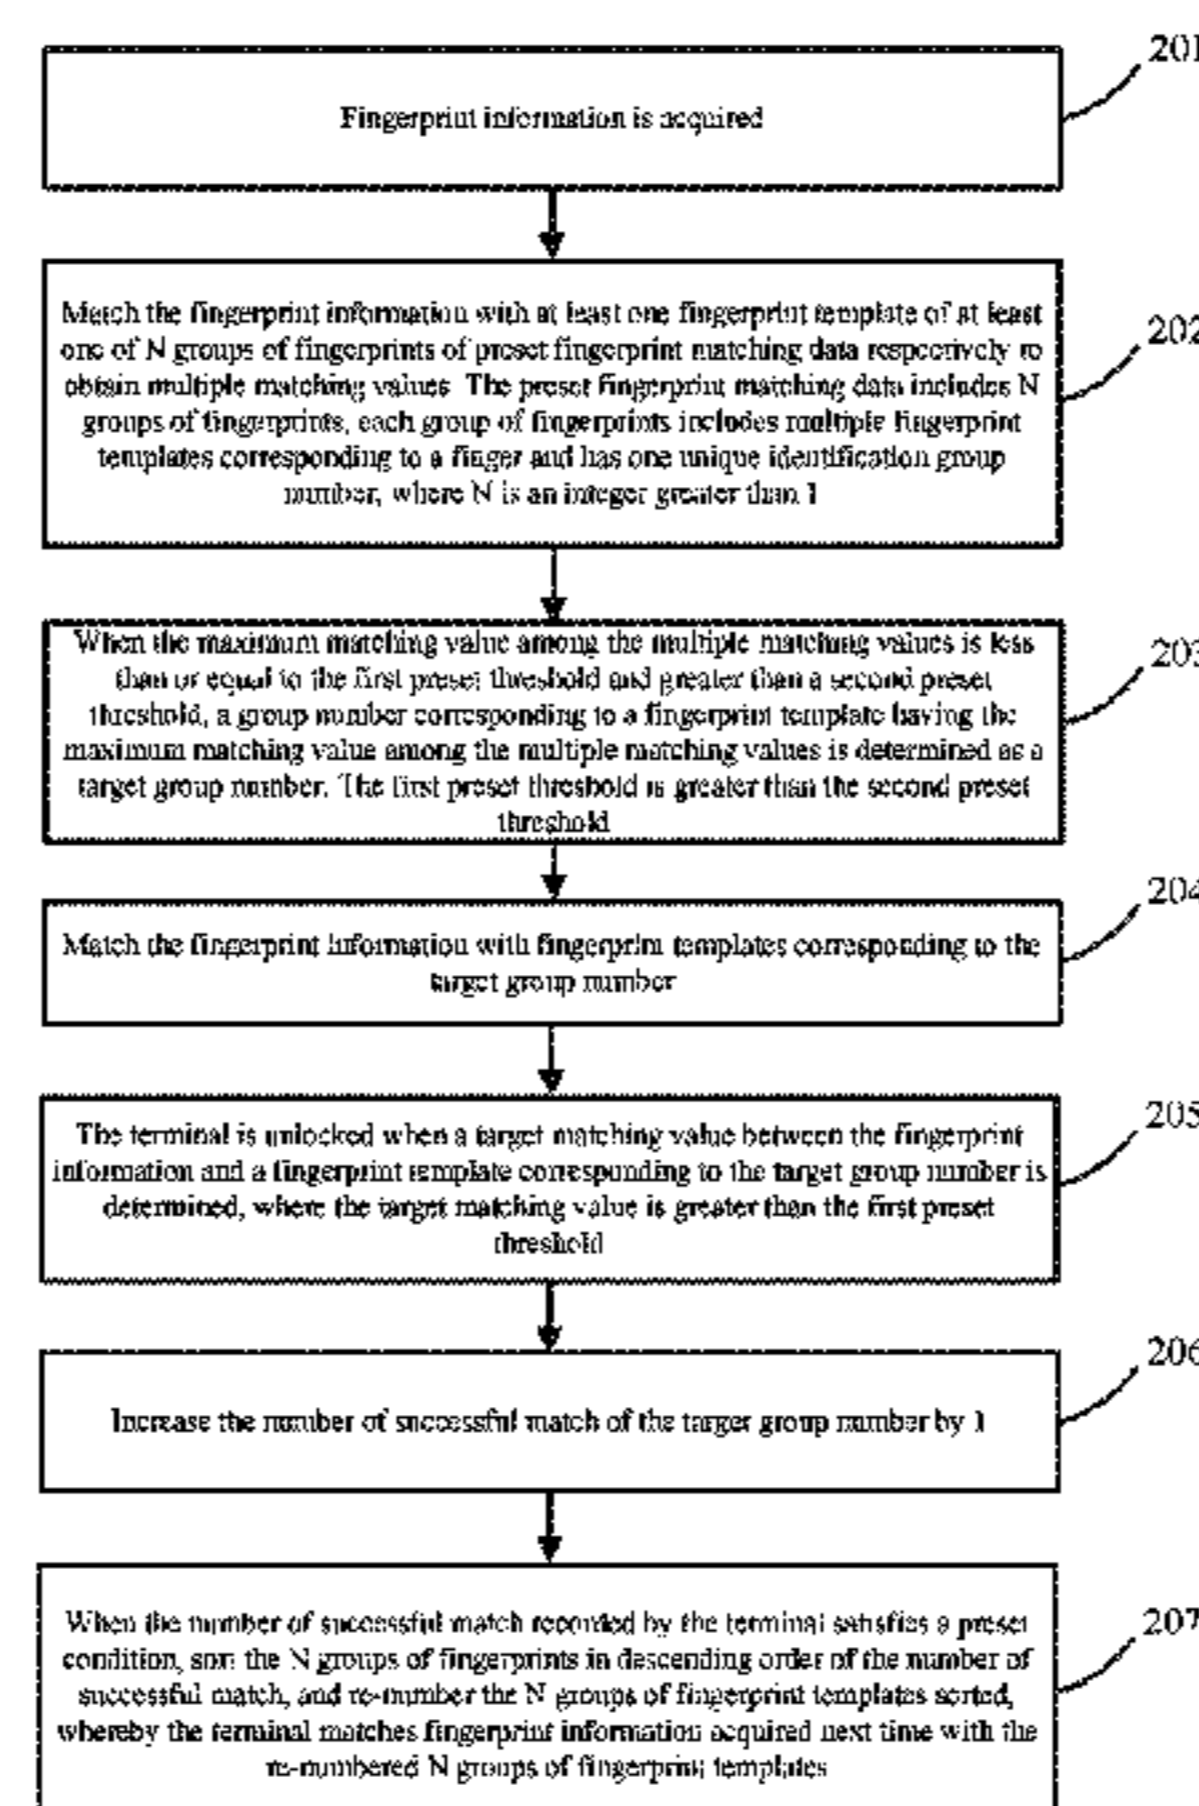 201
Fingerprint information is acquired
202
Match the fingerprint information with at least one fingerprint template of at least
one of N groups of fingerprints of preset fingerprint matching data respectively to
obtain multiple matching values. The preset fingerprint matching data includes N
groups of fingerprints, each group of fingerprints includes multiple fingerprint
templates corresponding to a finger and has one unique identification group
number, where N is an integer greater than 1
203
When the maximum matching value among the multiple matching values is less
than or equal to the first preset threshold and greater than a second preset
threshold, a group number corresponding to a fingerprint template having the
maximum matching value among the multiple matching values is determined as a
target group number. The first preset threshold is greater than the second preset
threshold
204
Match the fingerprint information with fingerprint templates corresponding to the
target group number
205
The terminal is unlocked when a target matching value between the fingerprint
information and a fingerprint template corresponding to the target group number is
determined, where the target matching value is greater than the first preset
threshold
206
Increase the number of successful match of the target group number by 1
207
When the number of successful match recorded by the terminal satisfies a preset
condition, sort the N groups of fingerprints in descending order of the number of
successful match, and re-number the N groups of fingerprint templates sorted,
whereby the terminal matches fingerprint information acquired next time with the
re-numbered N groups of fingerprint templates